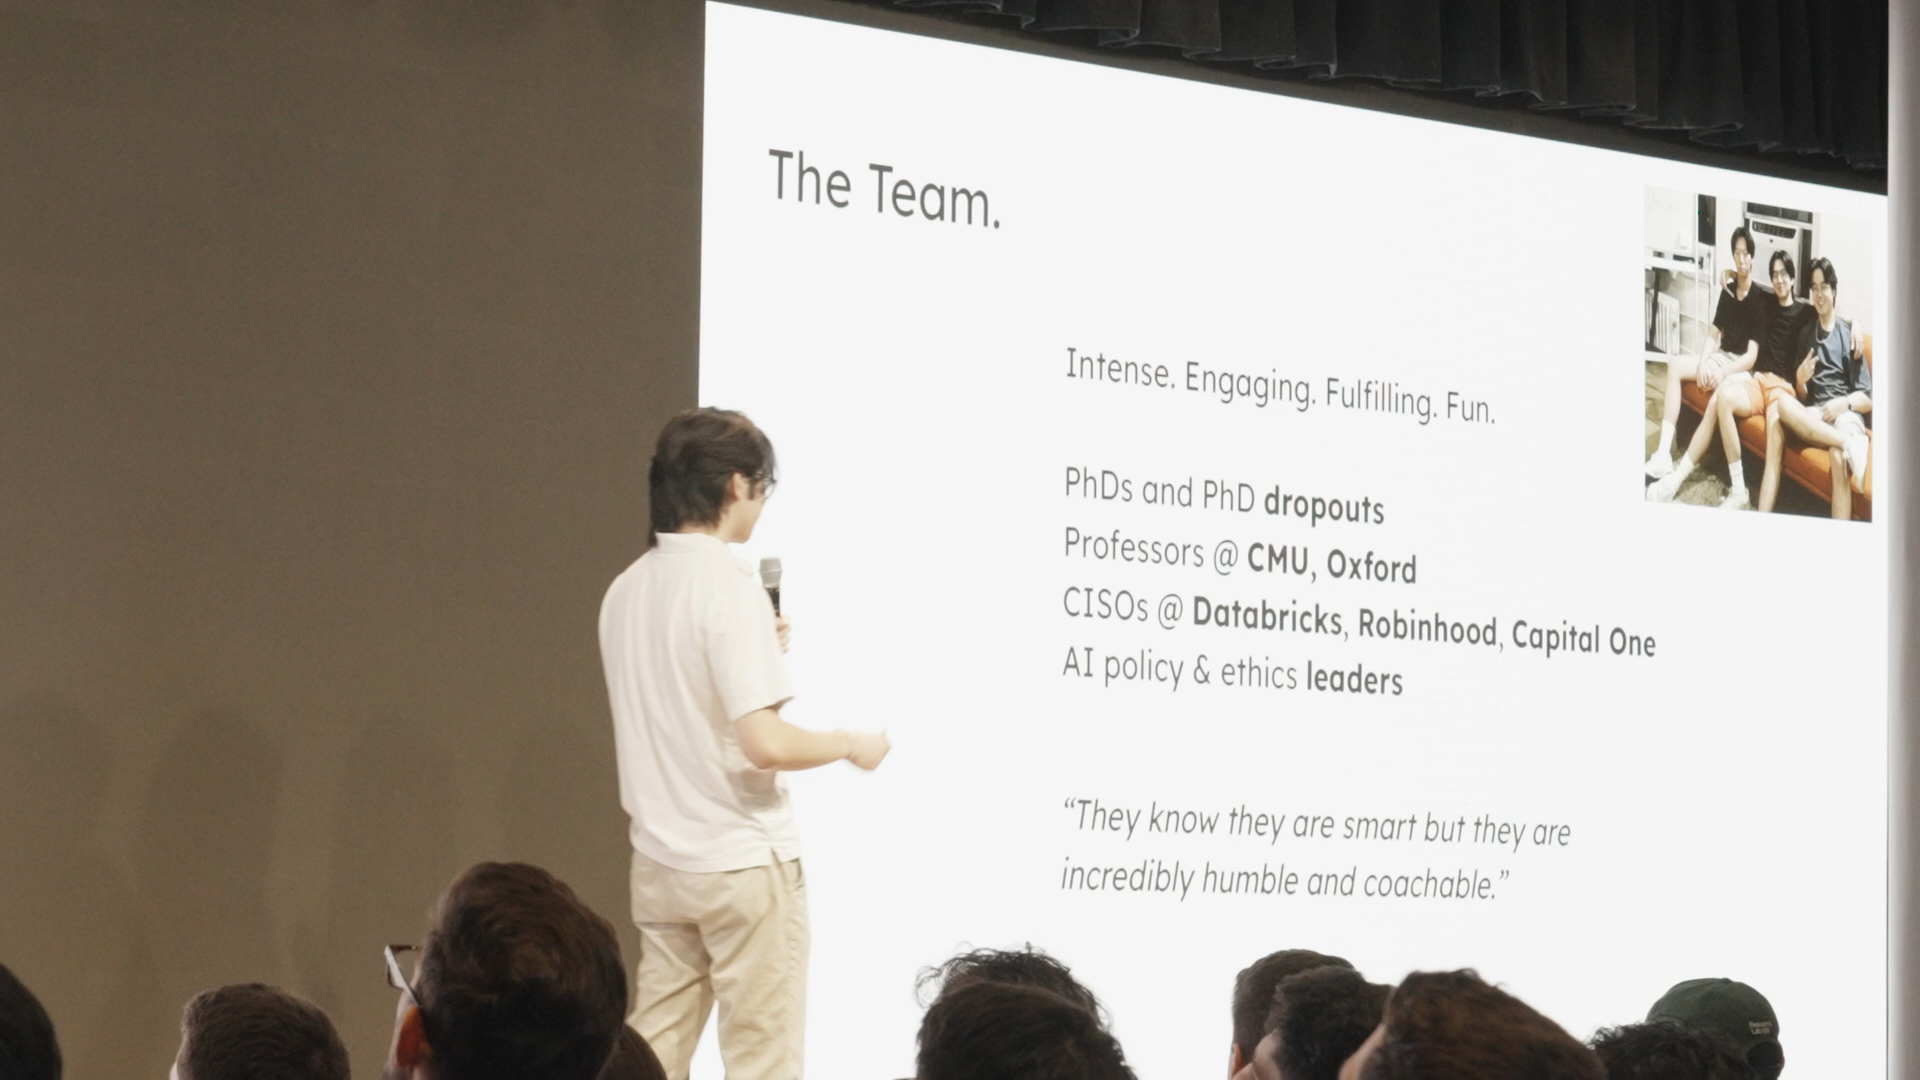 The Team.
Intense. Engaging. Fulfilling. Fun.
PhDs and PhD dropouts
Professors @ CMU, Oxford
CISOs @ Databricks, Robinhood, Capital One
AI policy & ethics leaders
“They know they are smart but they are
incredibly humble and coachable.”